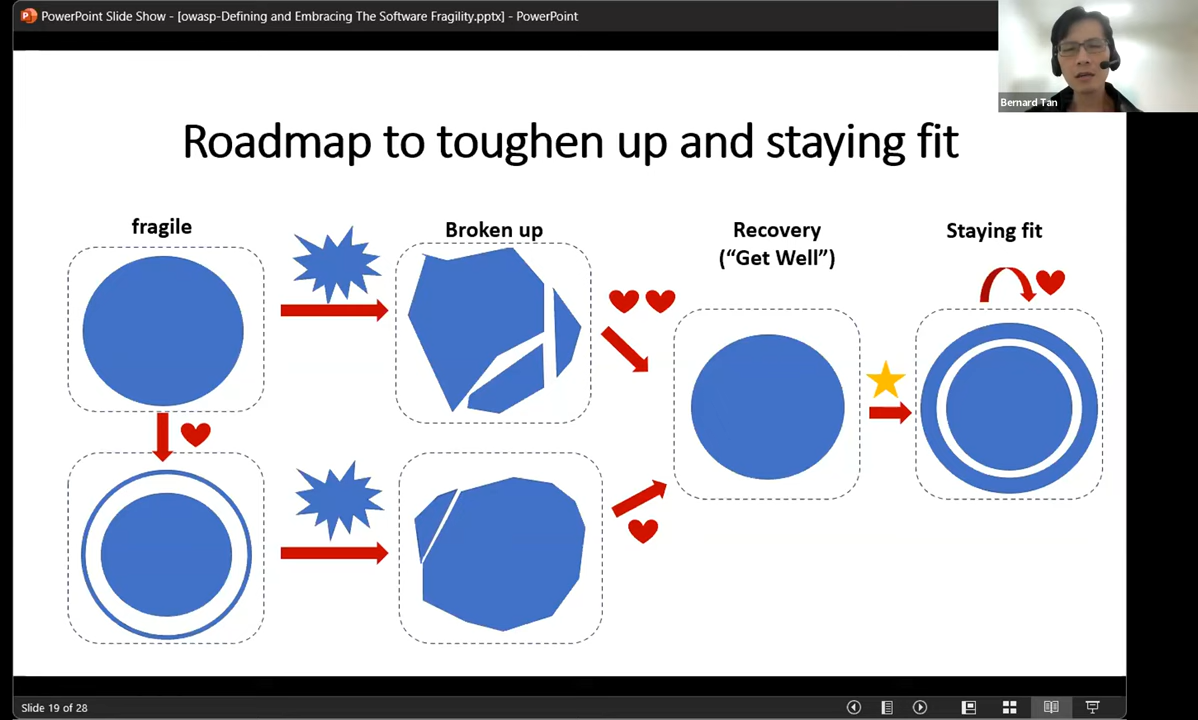 PowerPoint Slide Show - [owasp-Defining and Embracing The Software Fragility.pptx] - PowerPoint
Bernard Tan
Roadmap to toughen up and staying fit
fragile
Broken up
Recovery
("Get Well")
Staying fit
Slide 19 of 28